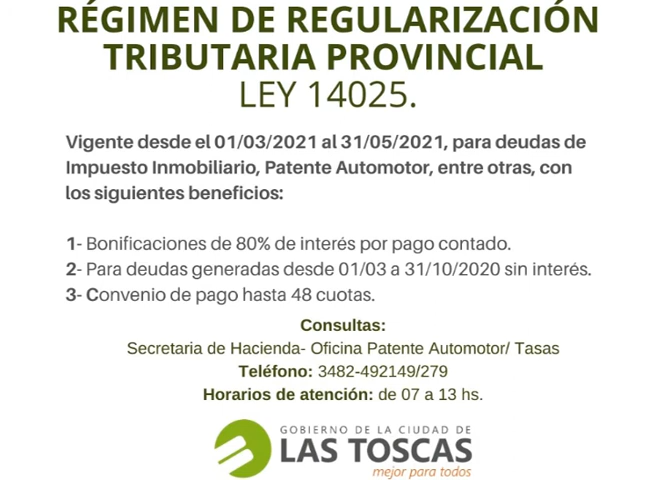 RÉGIMEN DE REGULARIZACIÓN
TRIBUTARIA PROVINCIAL
LEY 14025.
Vigente desde el 01/03/2021 al 31/05/2021, para deudas de
Impuesto Inmobiliario, Patente Automotor, entre otras, con
los siguientes beneficios:
1- Bonificaciones de 80% de interés por pago contado.
2- Para deudas generadas desde 01/03 a 31/10/2020 sin interés.
3- Convenio de pago hasta 48 cuotas.
Consultas:
Secretaria de Hacienda- Oficina Patente Automotor/ Tasas
Teléfono: 3482-492149/279
Horarios de atención: de 07 a 13 hs.
GOBIERNO DE LA CIUDAD DE
LAS TOSCAS
mejor para todos